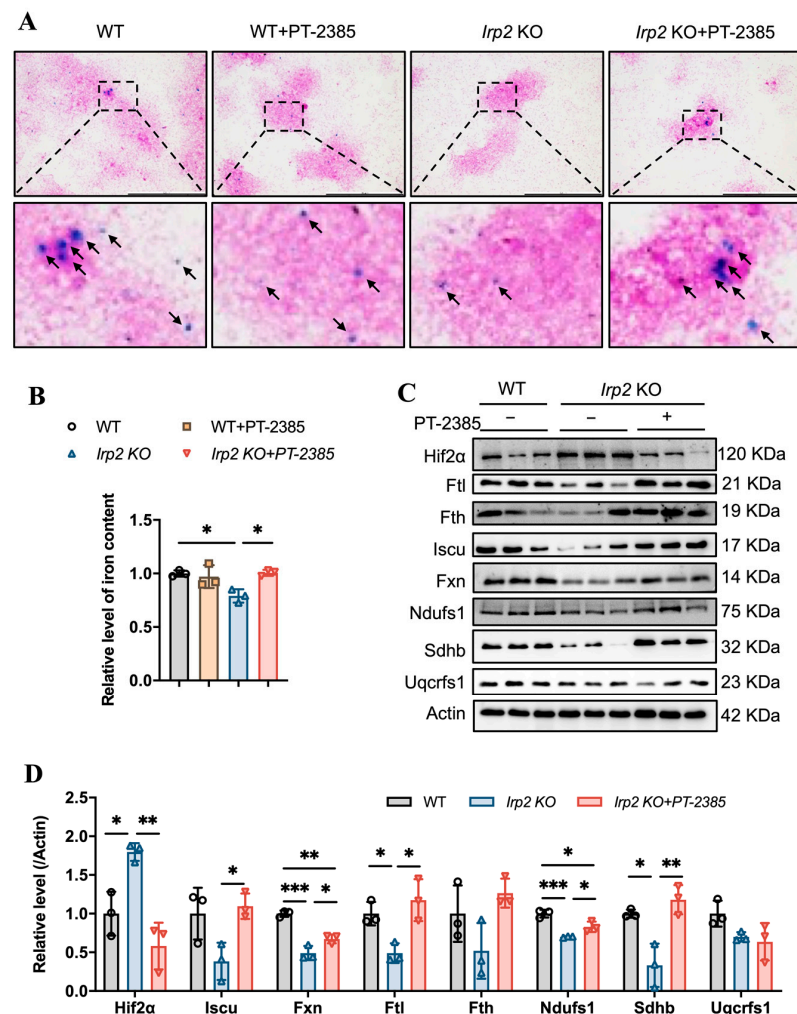 A
WT
WT+PT-2385
Irp2 KO
Irp2 KO+PT-2385
B
WT
WT+PT-2385
Irp2 KO
Irp2 KO+PT-2385
Relative level of iron content
1.5
1.0
0.5
0.0
*
*
C
WT
Irp2 KO
PT-2385
–
–
+
Hif2α
120 KDa
Ftl
21 KDa
Fth
19 KDa
Iscu
17 KDa
Fxn
14 KDa
Ndufs1
75 KDa
Sdhb
32 KDa
Uqcrfs1
23 KDa
Actin
42 KDa
D
WT
Irp2 KO
Irp2 KO+PT-2385
Relative level (/Actin)
2.5
2.0
1.5
1.0
0.5
0.0
* **
*
**
*** *
* *
*
*** *
* **
Hif2α Iscu Fxn Ftl Fth Ndufs1 Sdhb Uqcrfs1